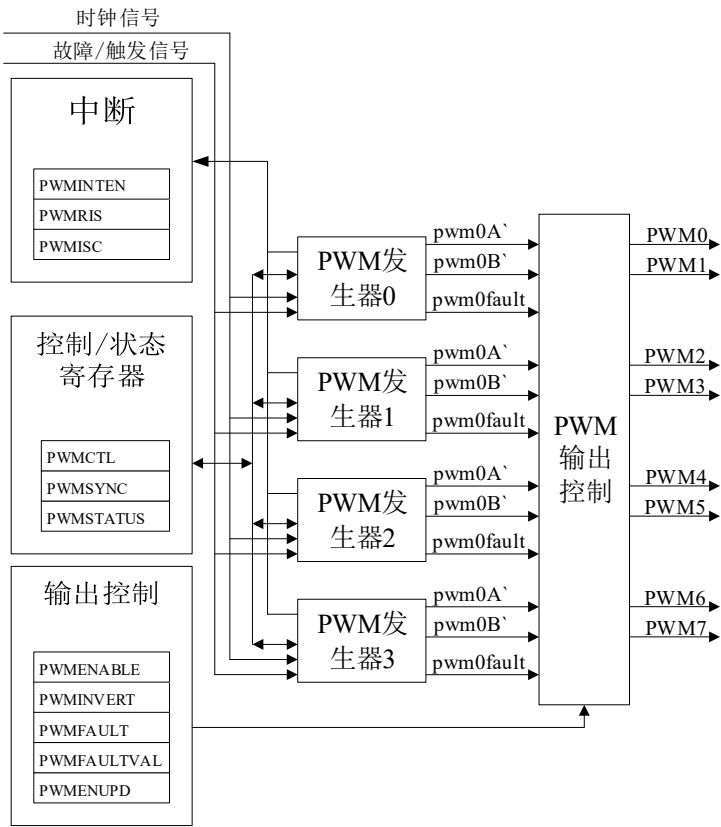 时钟信号
故障/触发信号
中断
PWMINTEN
PWMRIS
PWMISC
控制/状态
寄存器
PWMCTL
PWMSYNC
PWMSTATUS
输出控制
PWMENABLE
PWMINVERT
PWMFAULT
PWMFAULTVAL
PWMENUPD
PWM发
生器0
pwm0A`
pwm0B`
pwm0fault
PWM发
生器1
pwm0A`
pwm0B`
pwm0fault
PWM发
生器2
pwm0A`
pwm0B`
pwm0fault
PWM发
生器3
pwm0A`
pwm0B`
pwm0fault
PWM
输出
控制
PWM0
PWM1
PWM2
PWM3
PWM4
PWM5
PWM6
PWM7